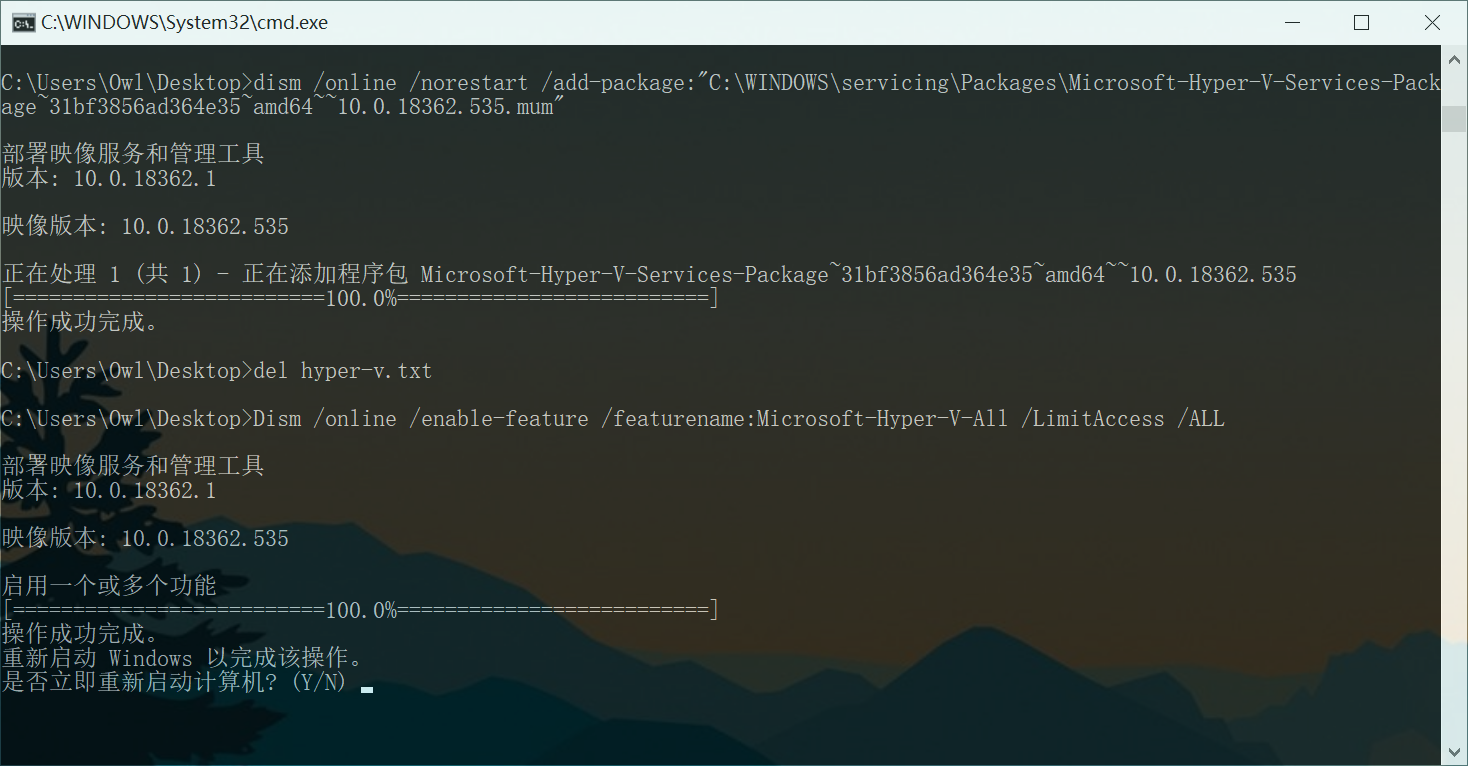 C:\WINDOWS\System32\cmd.exe
C:\Users\Owl\Desktop>dism /online /norestart /add-package:"C:\WINDOWS\servicing\Packages\Microsoft-Hyper-V-Services-Pack
age~31bf3856ad364e35~amd64~~10.0.18362.535.mum"
部署映像服务和管理工具
版本: 10.0.18362.1
映像版本: 10.0.18362.535
正在处理 1 (共 1) - 正在添加程序包 Microsoft-Hyper-V-Services-Package~31bf3856ad364e35~amd64~~10.0.18362.535
[==========================100.0%==========================]
操作成功完成。
C:\Users\Owl\Desktop>del hyper-v.txt
C:\Users\Owl\Desktop>Dism /online /enable-feature /featurename:Microsoft-Hyper-V-All /LimitAccess /ALL
部署映像服务和管理工具
版本: 10.0.18362.1
映像版本: 10.0.18362.535
启用一个或多个功能
[==========================100.0%==========================]
操作成功完成。
重新启动 Windows 以完成该操作。
是否立即重新启动计算机? (Y/N)